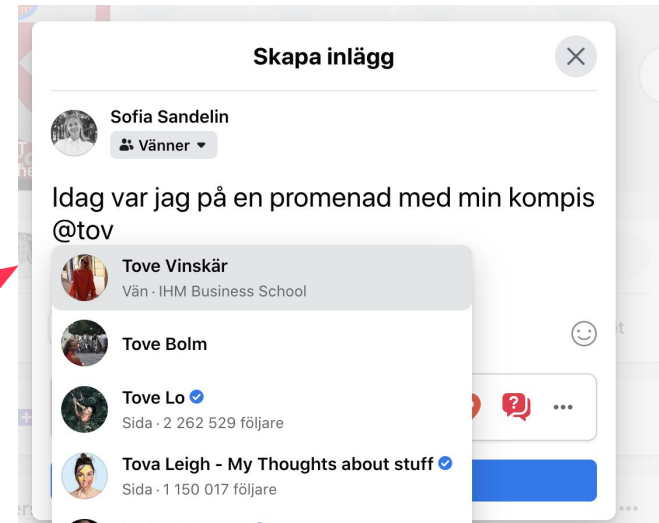 Skapa inlägg
Sofia Sandelin
Vänner
Idag var jag på en promenad med min kompis
@tov
Tove Vinskär
Vän · IHM Business School
Tove Bolm
Tove Lo
Sida · 2 262 529 följare
Tova Leigh - My Thoughts about stuff
Sida · 1 150 017 följare